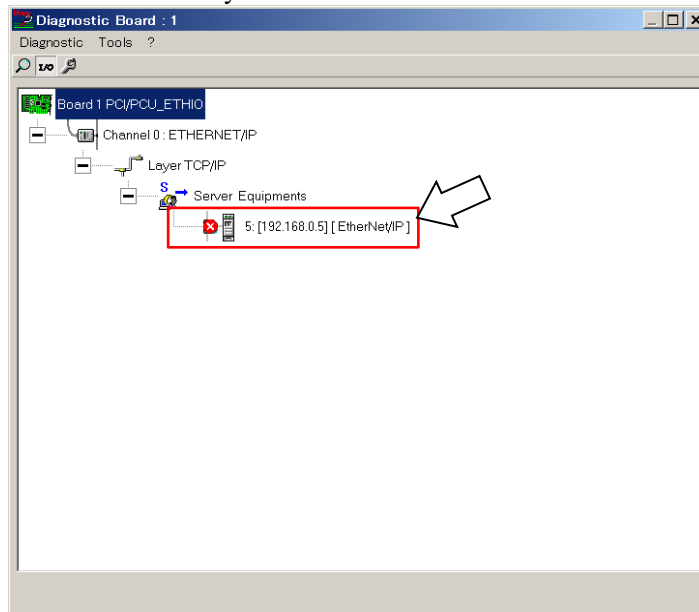 Diagnostic Board : 1
Diagnostic Tools ?
I/O
Board 1 PCI/PCU_ETHIO
Channel 0 : ETHERNET/IP
Layer TCP/IP
S
Server Equipments
5: [192.168.0.5] [ EtherNet/IP ]